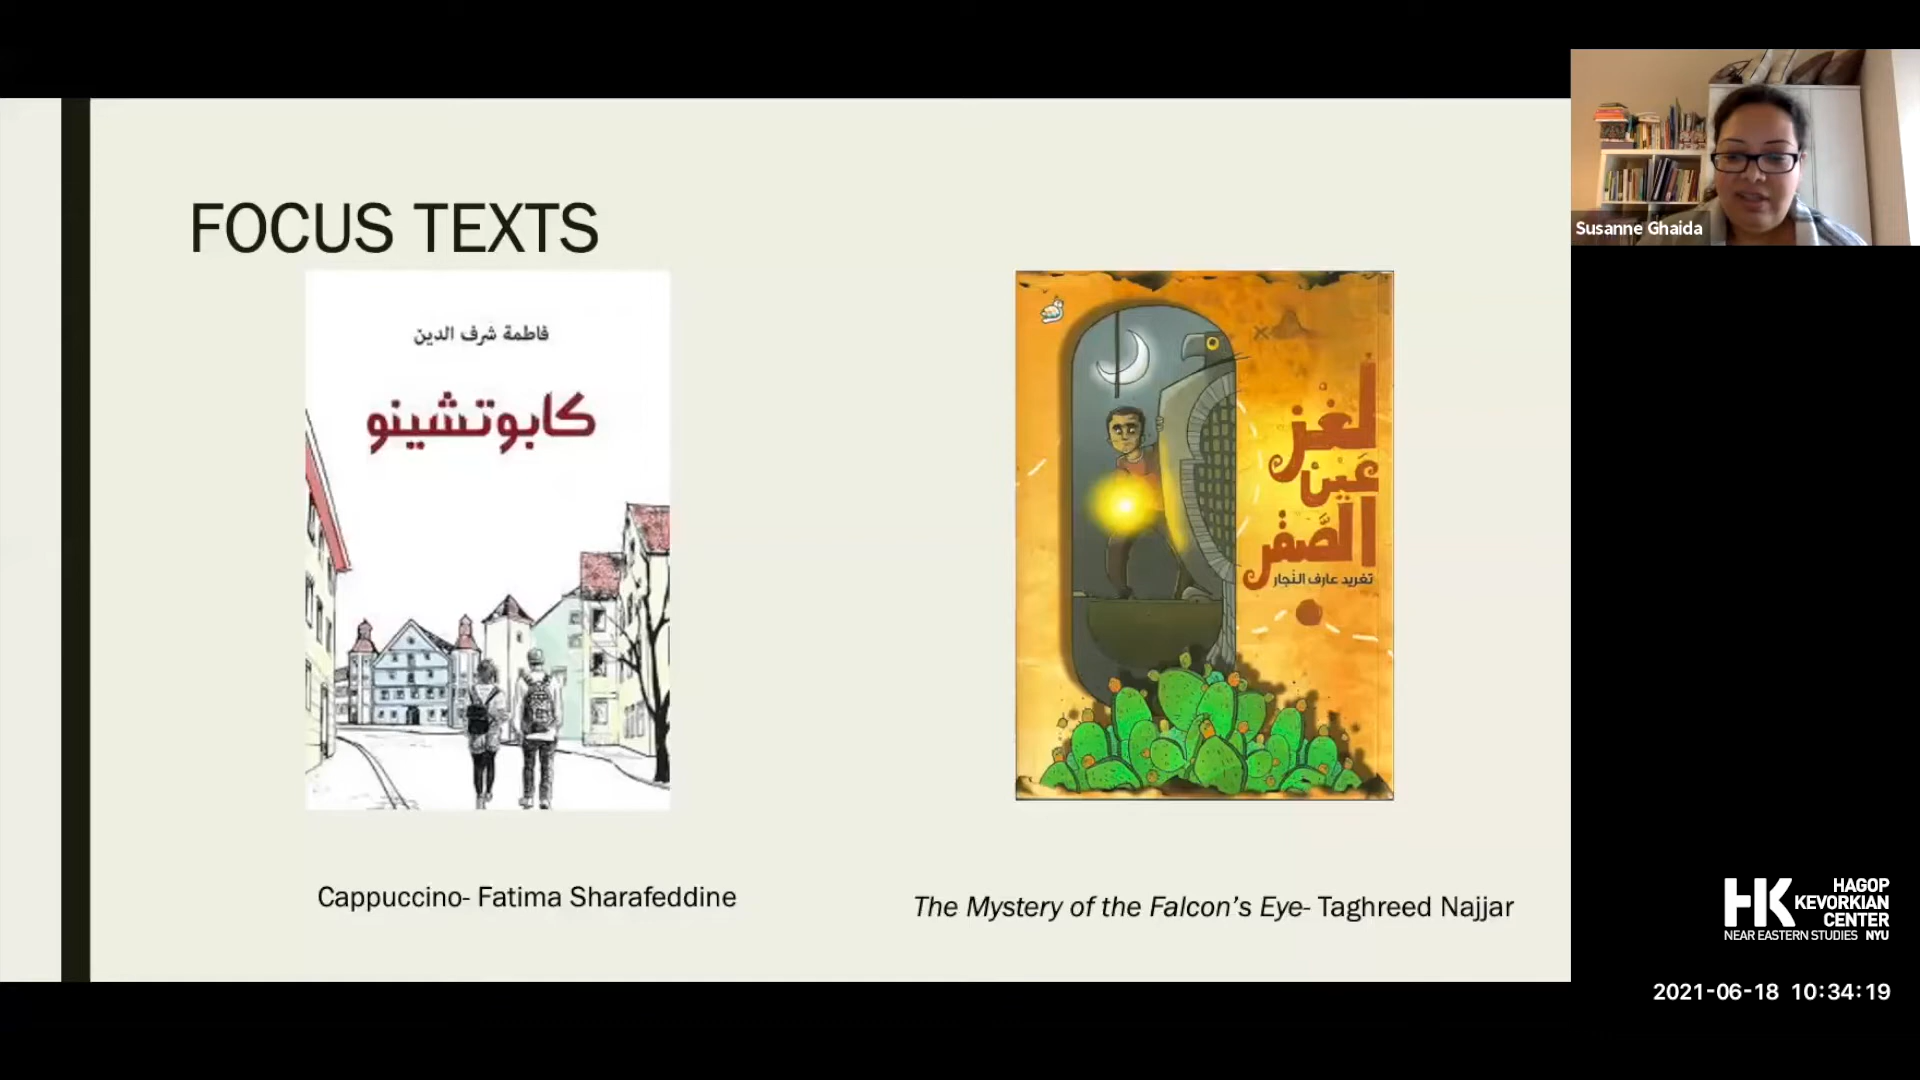 FOCUS TEXTS
فاطمة شرف الدين
كابوتشينو
لغز
عين
الصقر
تغريد عارف النجار
Cappuccino- Fatima Sharafeddine
The Mystery of the Falcon's Eye- Taghreed Najjar
Susanne Ghaida
HK
HAGOP
KEVORKIAN
CENTER
NEAR EASTERN STUDIES NYU
2021-06-18 10:34:19